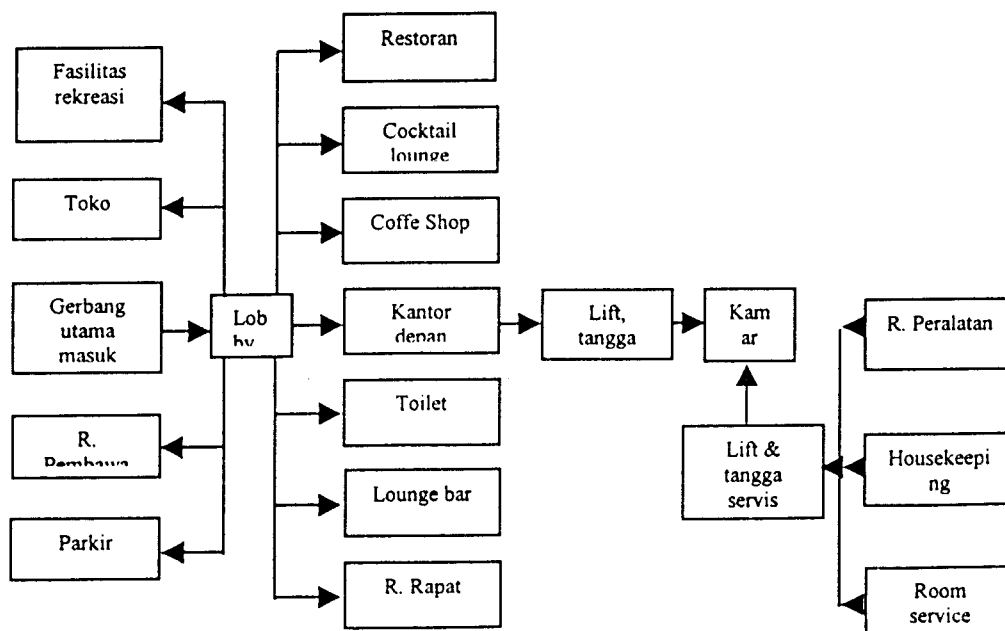 Fasilitas
rekreasi
Toko
Gerbang
utama
masuk
R.
Parkir
Lob
by
Restoran
Cocktail
lounge
Coffe Shop
Kantor
depan
Toilet
Lounge bar
R. Rapat
Lift,
tangga
Kam
ar
Lift &
tangga
servis
R. Peralatan
Housekeepi
ng
Room
service